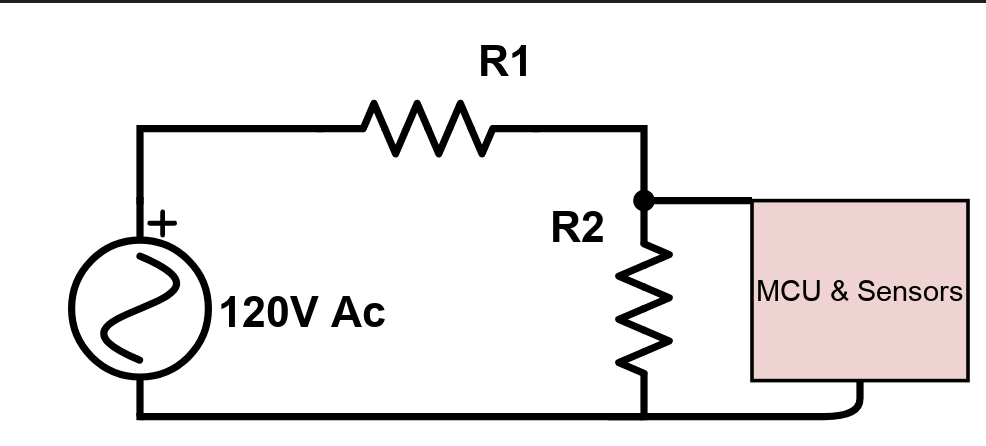 R1
+
R2
MCU & Sensors
120V Ac